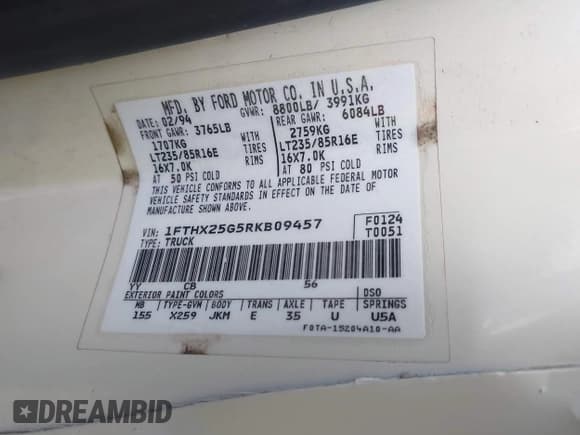 MFD. BY FORD MOTOR CO. IN U.S.A.
DATE: 02/94 GVWR: 8800LB/ 3991KG
FRONT GAWR: 3765LB REAR GAWR: 6084LB
1707KG WITH 2759KG WITH
LT235/85R16E TIRES LT235/85R16E TIRES
16X7.0K RIMS 16X7.0K RIMS
AT 50 PSI COLD AT 80 PSI COLD
THIS VEHICLE CONFORMS TO ALL APPLICABLE FEDERAL MOTOR
VEHICLE SAFETY STANDARDS IN EFFECT ON THE DATE OF
MANUFACTURE SHOWN ABOVE.
VIN: 1FTHX25G5RKB09457 F0124
TYPE: TRUCK T0051
YY CB 56
EXTERIOR PAINT COLORS DSO
WB TYPE-GVW BODY TRANS AXLE TAPE SPRINGS
155 X259 JKM E 35 U U5A
F0TA-15204A10-AA
DREAMBID